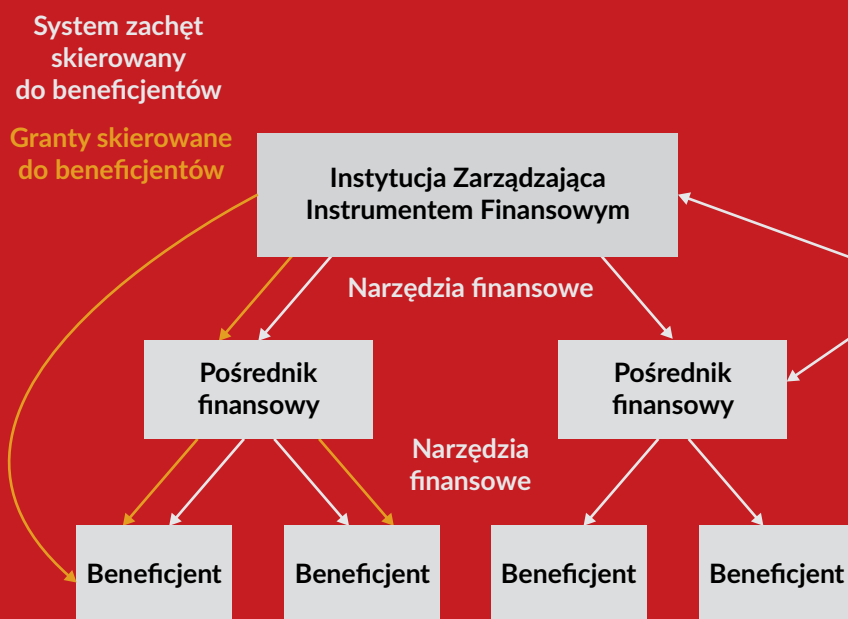 System zachęt
skierowany
do beneficjentów
Granty skierowane
do beneficjentów
Instytucja Zarządzająca
Instrumentem Finansowym
Narzędzia finansowe
Pośrednik
finansowy
Pośrednik
finansowy
Narzędzia
finansowe
Beneficjent
Beneficjent
Beneficjent
Beneficjent